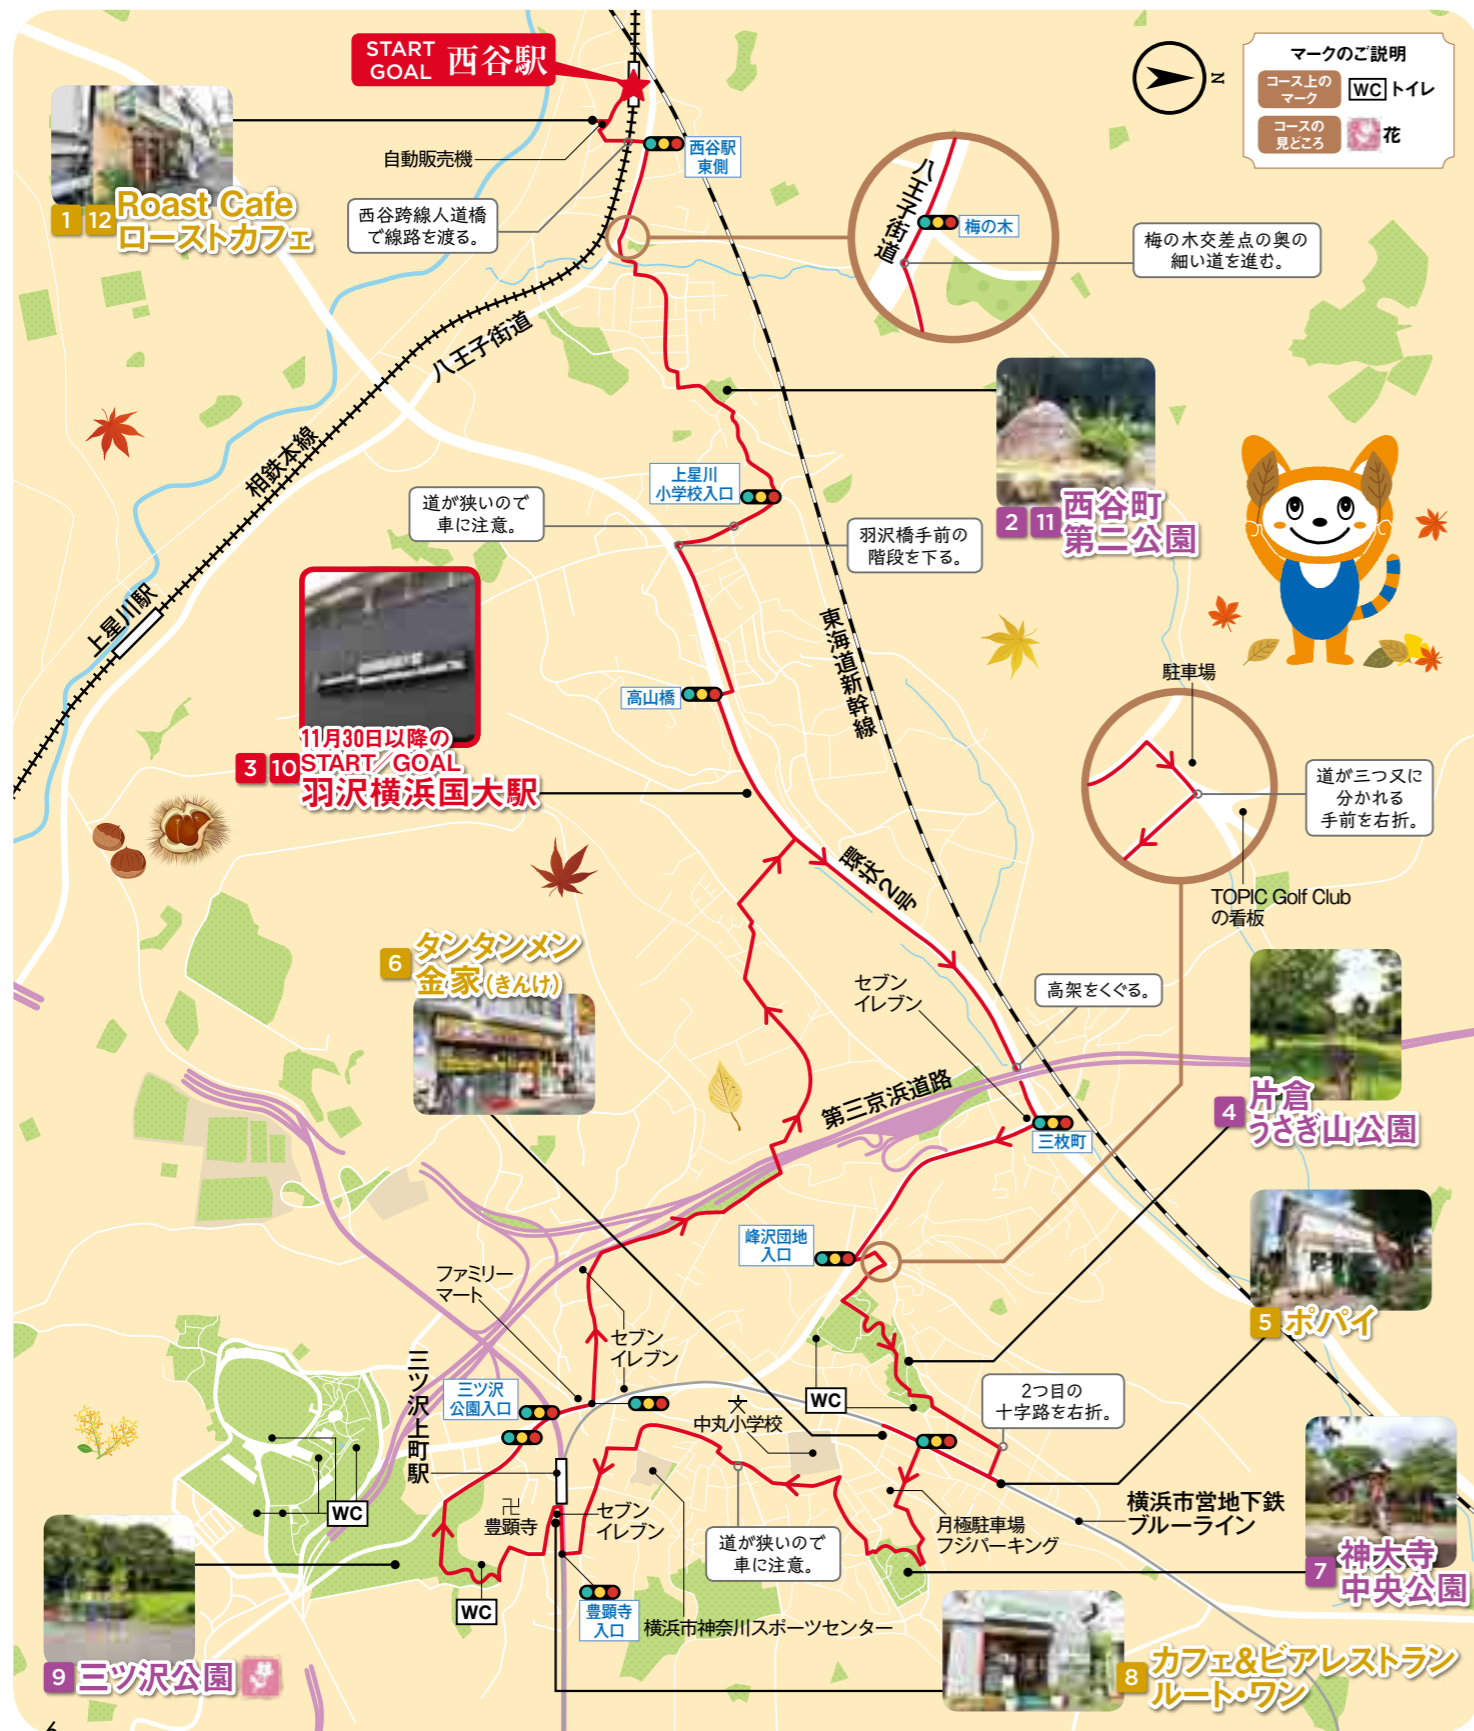 START
GOAL
西谷駅
N
マークのご説明
コース上の
マーク
WC トイレ
コースの
見どころ
花
自動販売機
西谷駅
東側
1 12 Roast Cafe
ローストカフェ
西谷跨線人道橋
で線路を渡る。
八王子街道
梅の木
梅の木交差点の奥の
細い道を進む。
八王子街道
相鉄本線
上星川
小学校入口
道が狭いので
車に注意。
羽沢橋手前の
階段を下る。
2 11 西谷町
第二公園
上星川駅
東海道新幹線
高山橋
11月30日以降の
START/GOAL
3 10 羽沢横浜国大駅
駐車場
道が三つ又に
分かれる
手前を右折。
TOPIC Golf Club
の看板
環状2号
6 タンタンメン
金家(きんけ)
セブン
イレブン
高架をくぐる。
第三京浜道路
三枚町
4 片倉
うさぎ山公園
峰沢団地
入口
5 ポパイ
ファミリー
マート
セブン
イレブン
三ツ沢
公園入口
三ツ沢上町駅
WC
文
中丸小学校
2つ目の
十字路を右折。
WC
卍
豊顕寺
セブン
イレブン
道が狭いので
車に注意。
月極駐車場
フジパーキング
横浜市営地下鉄
ブルーライン
7 神大寺
中央公園
WC
豊顕寺
入口
横浜市神奈川スポーツセンター
9 三ツ沢公園
8 カフェ&ビアレストラン
ルート・ワン